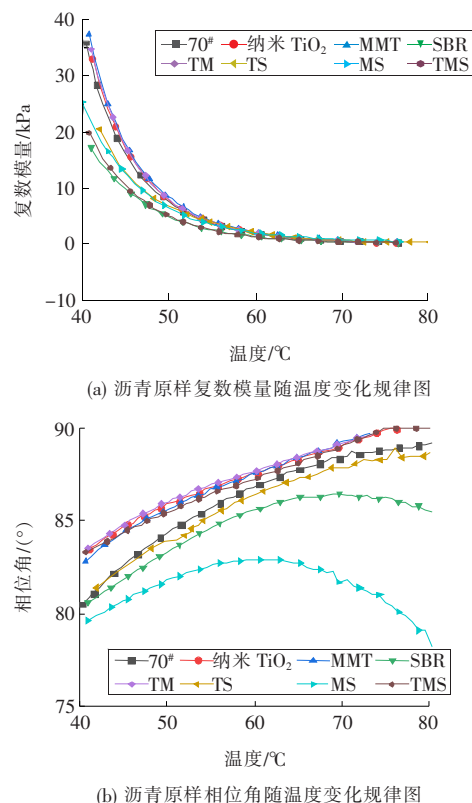 40
70# 纳米 TiO₂ MMT SBR
TM TS MS TMS
30
20
10
0
-10
复数模量/kPa
40 50 60 70 80
温度/℃
(a) 沥青原样复数模量随温度变化规律图
90
85
80
75
相位角/(°)
70# 纳米 TiO₂ MMT SBR
TM TS MS TMS
40 50 60 70 80
温度/℃
(b) 沥青原样相位角随温度变化规律图